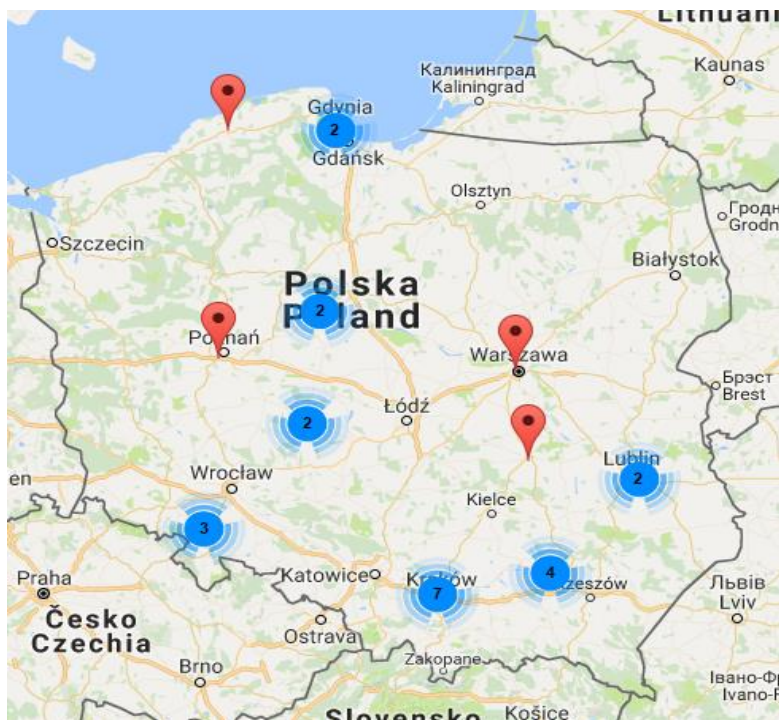 Lithuani
Калининград
Kaliningrad
Kaunas
Gdynia
2
Gdańsk
Olsztyn
Гродн
Grodn
Szczecin
Białystok
Polska
Poland
2
Poznań
Warszawa
Брэст
Brest
2
Łódź
en
Wrocław
Lublin
2
Kielce
3
Praha
Katowice
Kraków
7
4
Rzeszów
Львів
Lviv
Česko
Czechia
Ostrava
Brno
Zakopane
Івано-Ф
Ivano-F
Slovensko
Košice